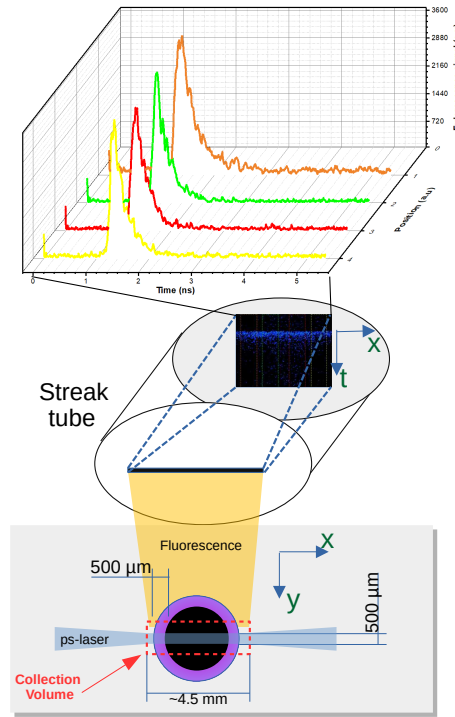 3600
2880
2160
1440
720
0
1
2
3
4
Position (a.u)
0
1
2
3
4
5
Time (ns)
x
t
Streak
tube
Fluorescence
500 µm
x
y
500 µm
ps-laser
Collection
Volume
~4.5 mm